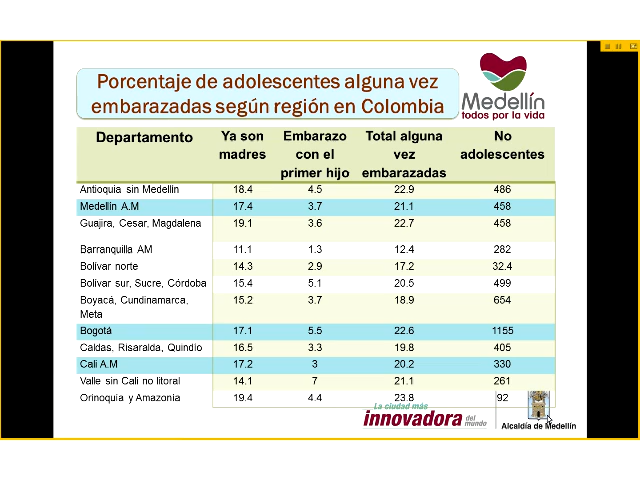 Porcentaje de adolescentes alguna vez
embarazadas según región en Colombia
Medellín
todos por la vida
Departamento Ya son madres Embarazo con el primer hijo Total alguna vez embarazadas No adolescentes
Antioquia sin Medellín 18.4 4.5 22.9 486
Medellín A.M 17.4 3.7 21.1 458
Guajira, Cesar, Magdalena 19.1 3.6 22.7 458
Barranquilla AM 11.1 1.3 12.4 282
Bolívar norte 14.3 2.9 17.2 32.4
Bolívar sur, Sucre, Córdoba 15.4 5.1 20.5 499
Boyacá, Cundinamarca, Meta 15.2 3.7 18.9 654
Bogotá 17.1 5.5 22.6 1155
Caldas, Risaralda, Quindío 16.5 3.3 19.8 405
Cali A.M 17.2 3 20.2 330
Valle sin Cali no litoral 14.1 7 21.1 261
Orinoquia y Amazonia 19.4 4.4 23.8 92
La ciudad más
innovadora del mundo
Alcaldía de Medellín